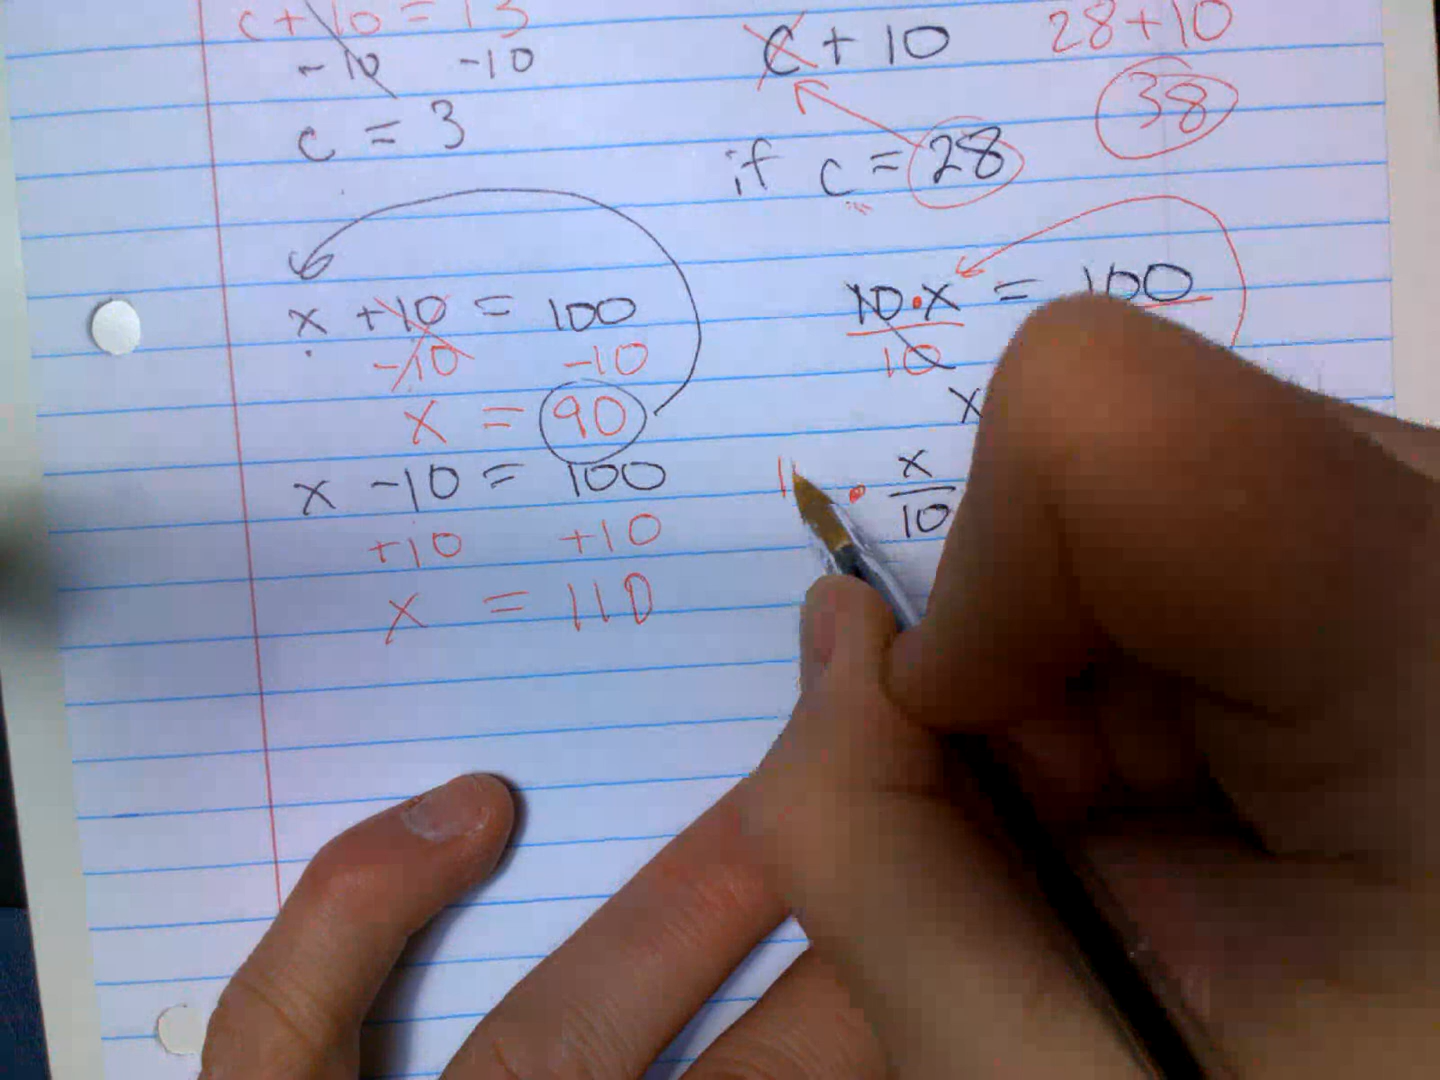 c + 10 = 13
- 10 -10
c = 3
c + 10
28 + 10
38
if c = 28
x + 10 = 100
-10 -10
x = 90
x - 10 = 100
+10 +10
x = 110
10 · x = 100
10
x
1 · x
10